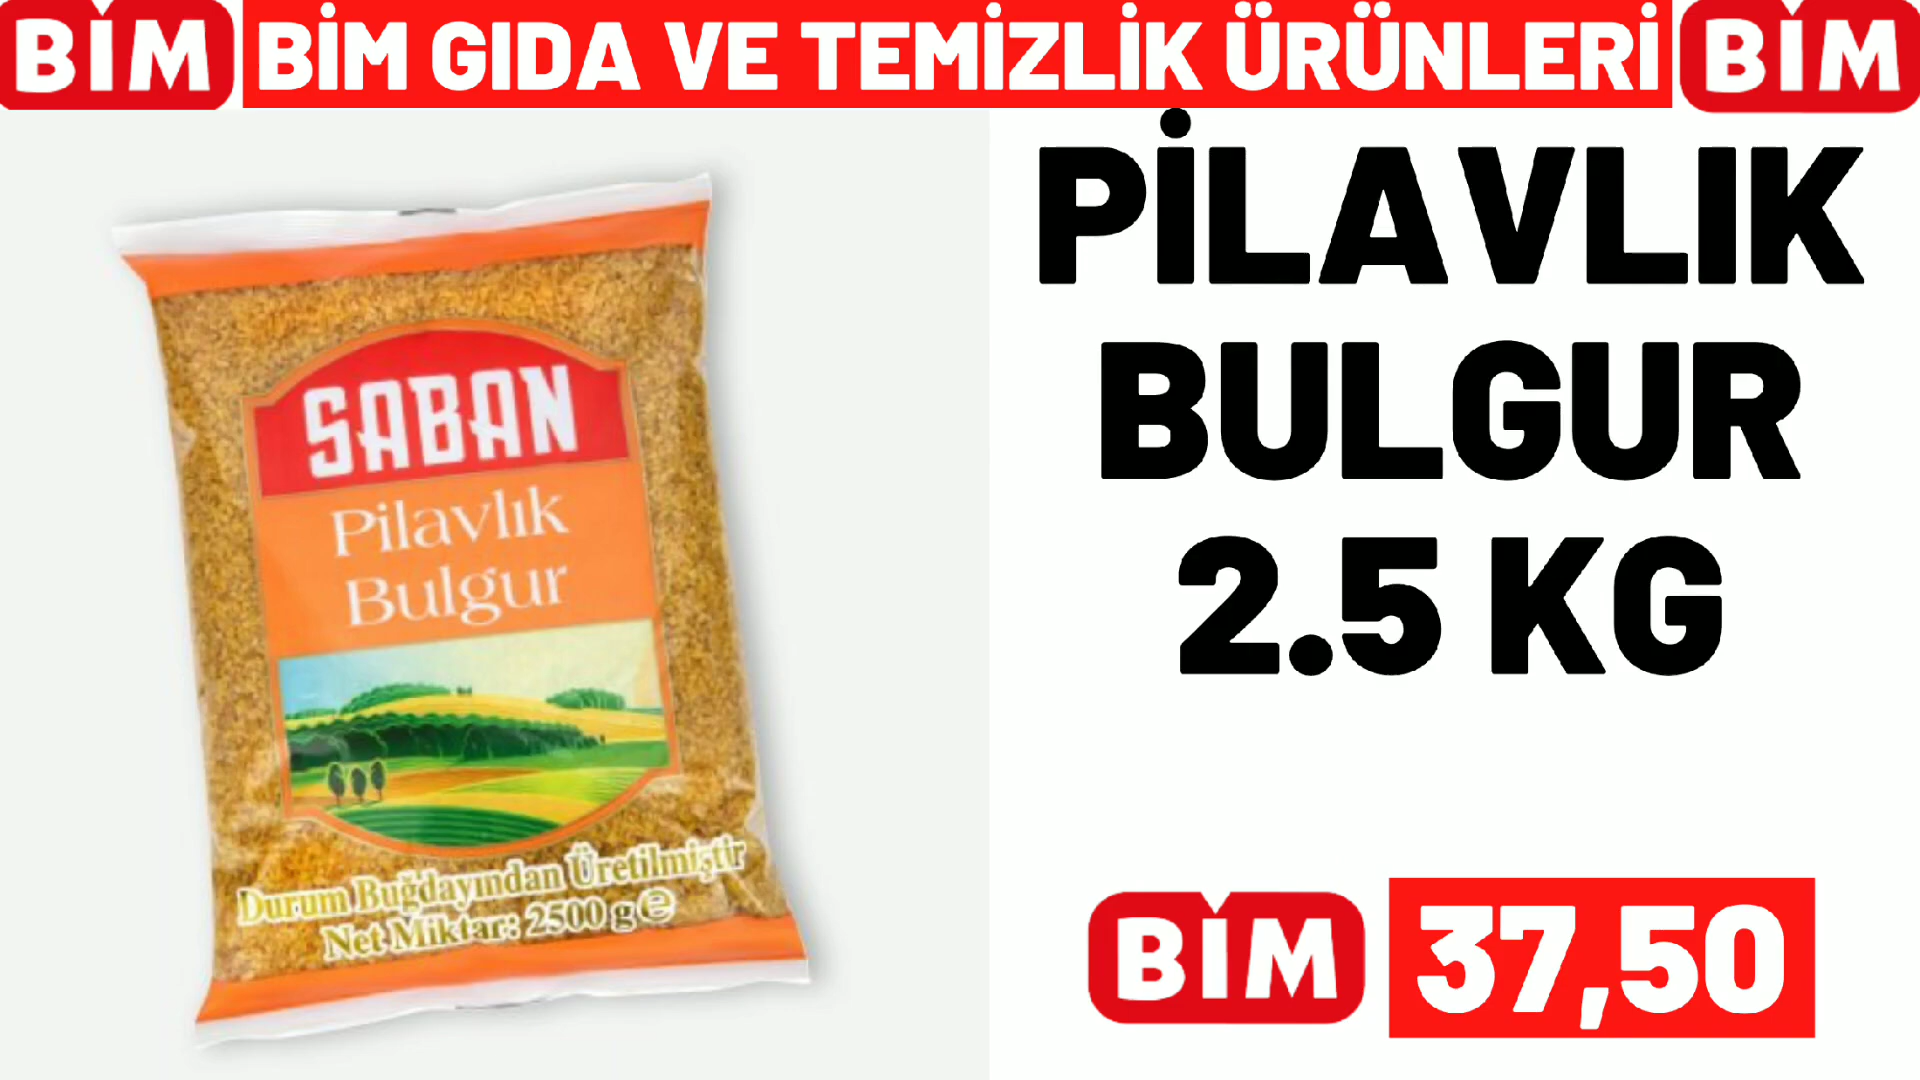 BİM
BİM GIDA VE TEMİZLİK ÜRÜNLERİ
BİM
SABAN
Pilavlık
Bulgur
Durum Buğdayından Üretilmiştir
Net Miktar: 2500 g ℮
PİLAVLIK
BULGUR
2.5 KG
BİM
37,50